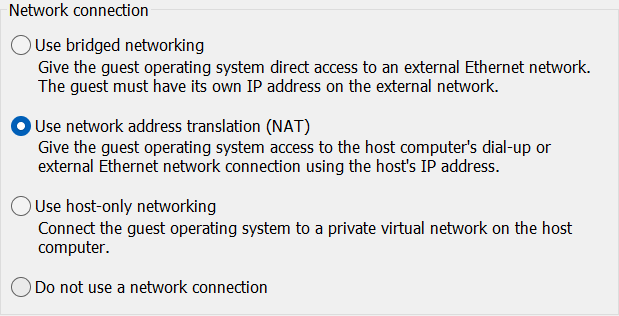 Network connection
Use bridged networking
Give the guest operating system direct access to an external Ethernet network.
The guest must have its own IP address on the external network.
Use network address translation (NAT)
Give the guest operating system access to the host computer's dial-up or
external Ethernet network connection using the host's IP address.
Use host-only networking
Connect the guest operating system to a private virtual network on the host
computer.
Do not use a network connection